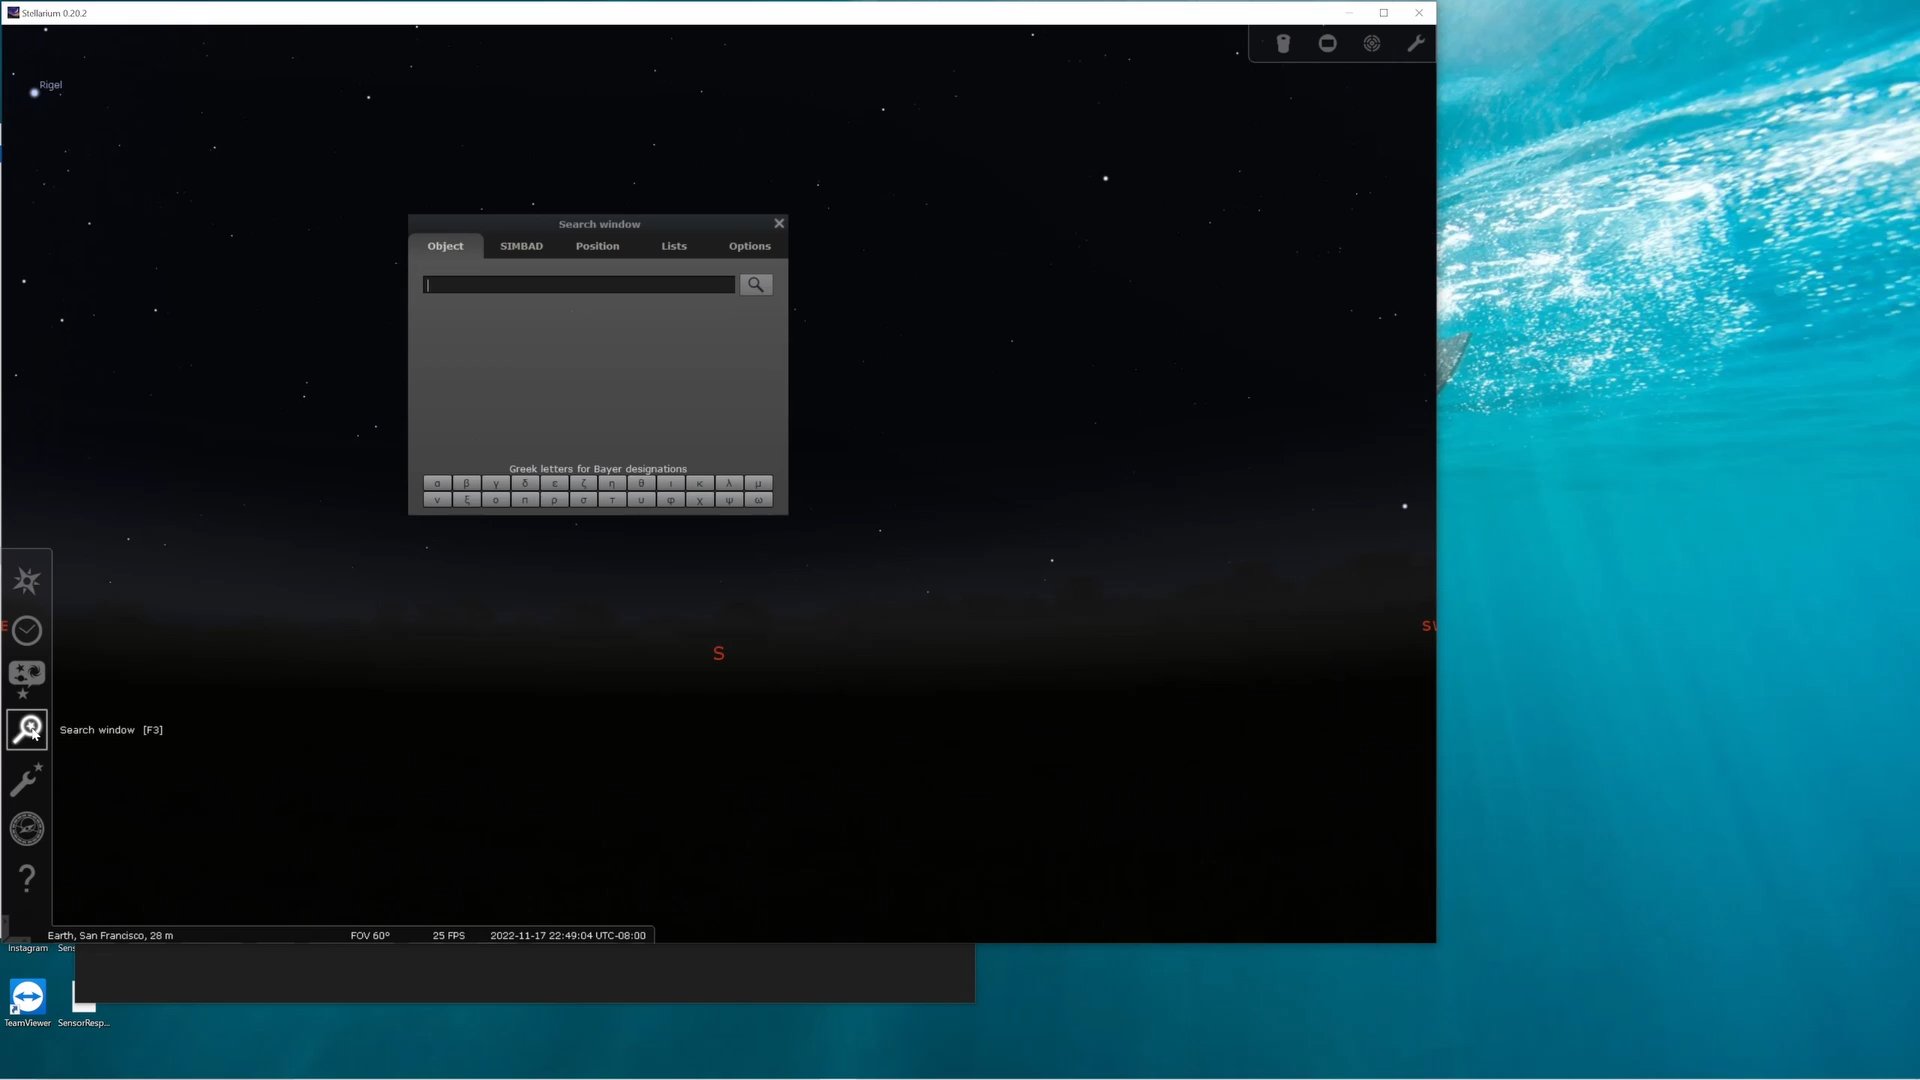 Stellarium 0.20.2
Rigel
Search window
Object SIMBAD Position Lists Options
Greek letters for Bayer designations
α β γ δ ε ζ η θ ι κ λ μ
ν ξ ο π ρ σ τ υ φ χ ψ ω
E
S
SW
Search window [F3]
?
Earth, San Francisco, 28 m FOV 60° 25 FPS 2022-11-17 22:49:04 UTC-08:00
Instagram Sens
TeamViewer SensorResp...